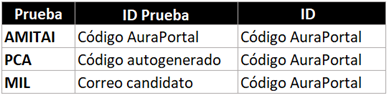 Prueba ID Prueba ID
AMITAI Código AuraPortal Código AuraPortal
PCA Código autogenerado Código AuraPortal
MIL Correo candidato Código AuraPortal